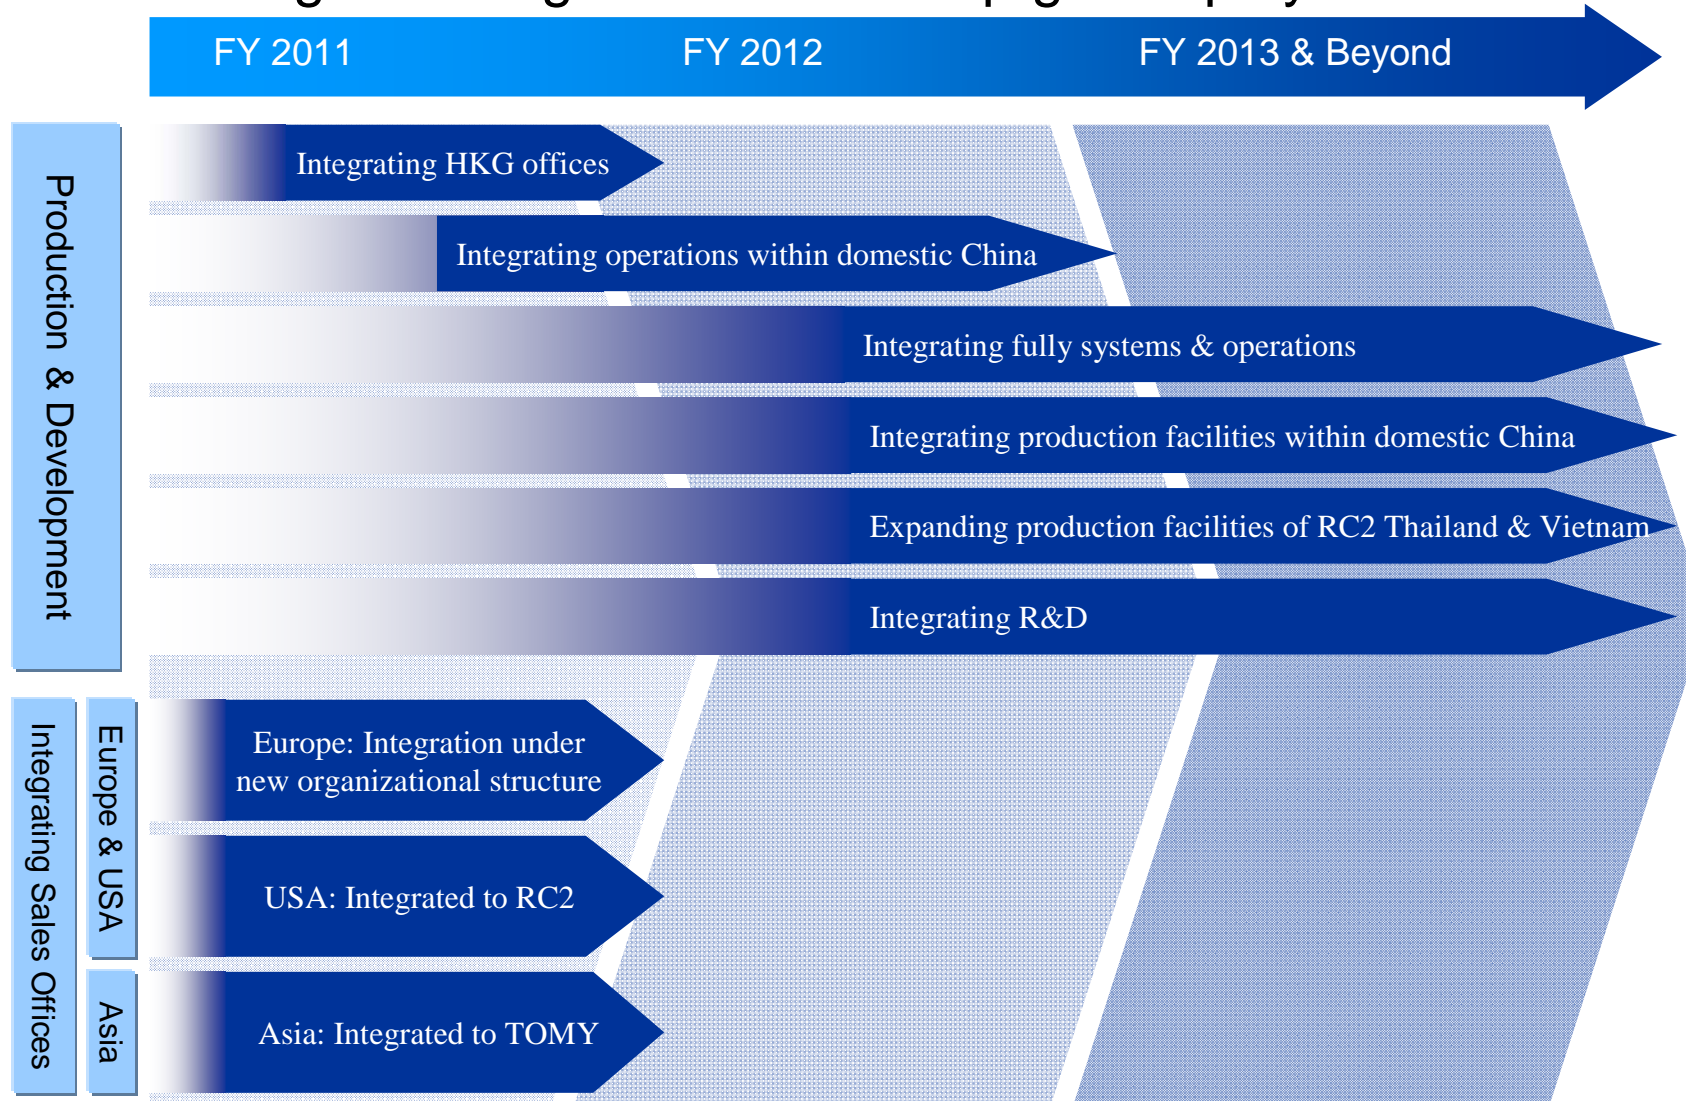 FY 2011
FY 2012
FY 2013 & Beyond
Production & Development
Integrating HKG offices
Integrating operations within domestic China
Integrating fully systems & operations
Integrating production facilities within domestic China
Expanding production facilities of RC2 Thailand & Vietnam
Integrating R&D
Integrating Sales Offices
Europe & USA
Europe: Integration under
new organizational structure
USA: Integrated to RC2
Asia
Asia: Integrated to TOMY